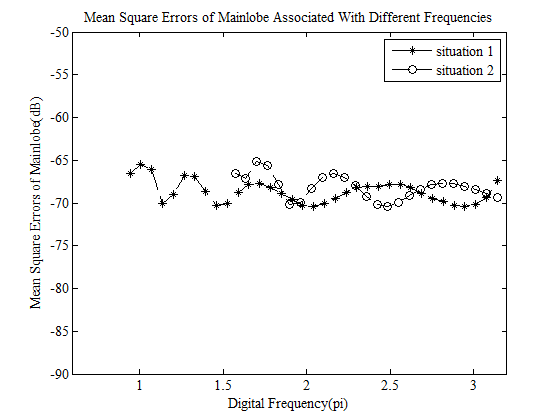 Mean Square Errors of Mainlobe Associated With Different Frequencies
situation 1
situation 2
Mean Square Errors of Mainlobe(dB)
-50
-55
-60
-65
-70
-75
-80
-85
-90
1
1.5
2
2.5
3
Digital Frequency(pi)